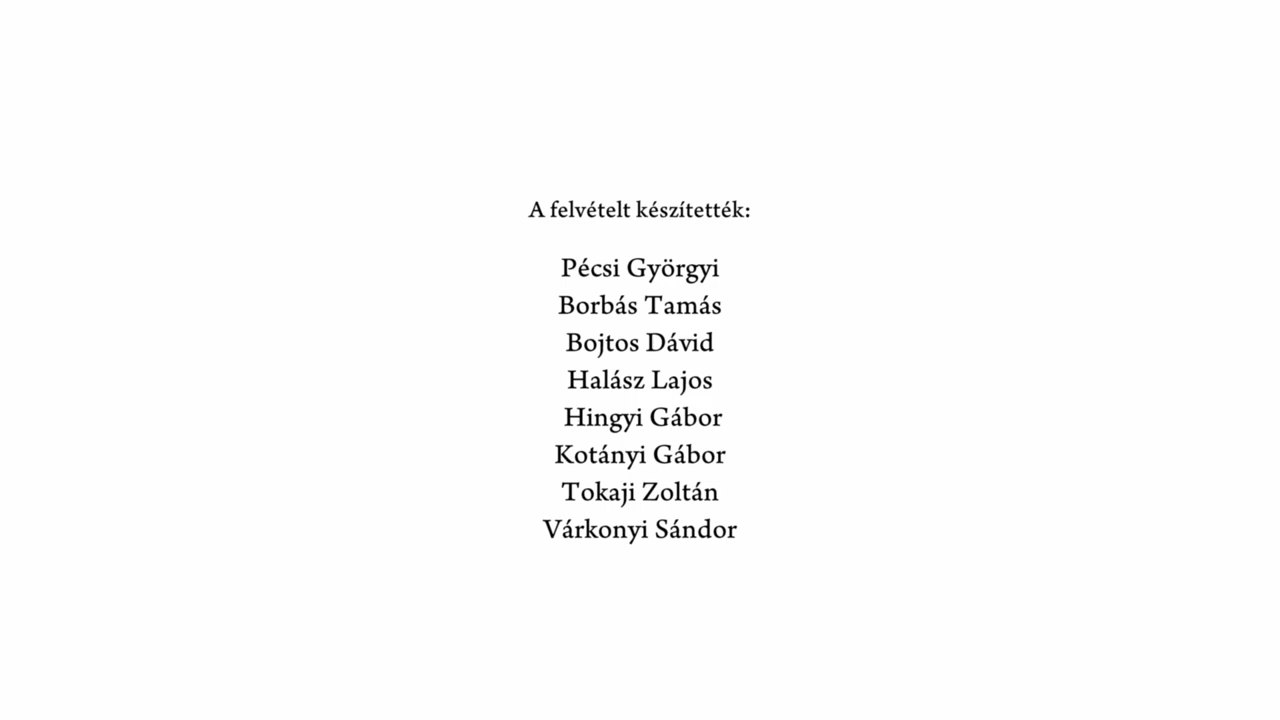 A felvételt készítették:
Pécsi Györgyi
Borbás Tamás
Bojtos Dávid
Halász Lajos
Hingyi Gábor
Kotányi Gábor
Tokaji Zoltán
Várkonyi Sándor